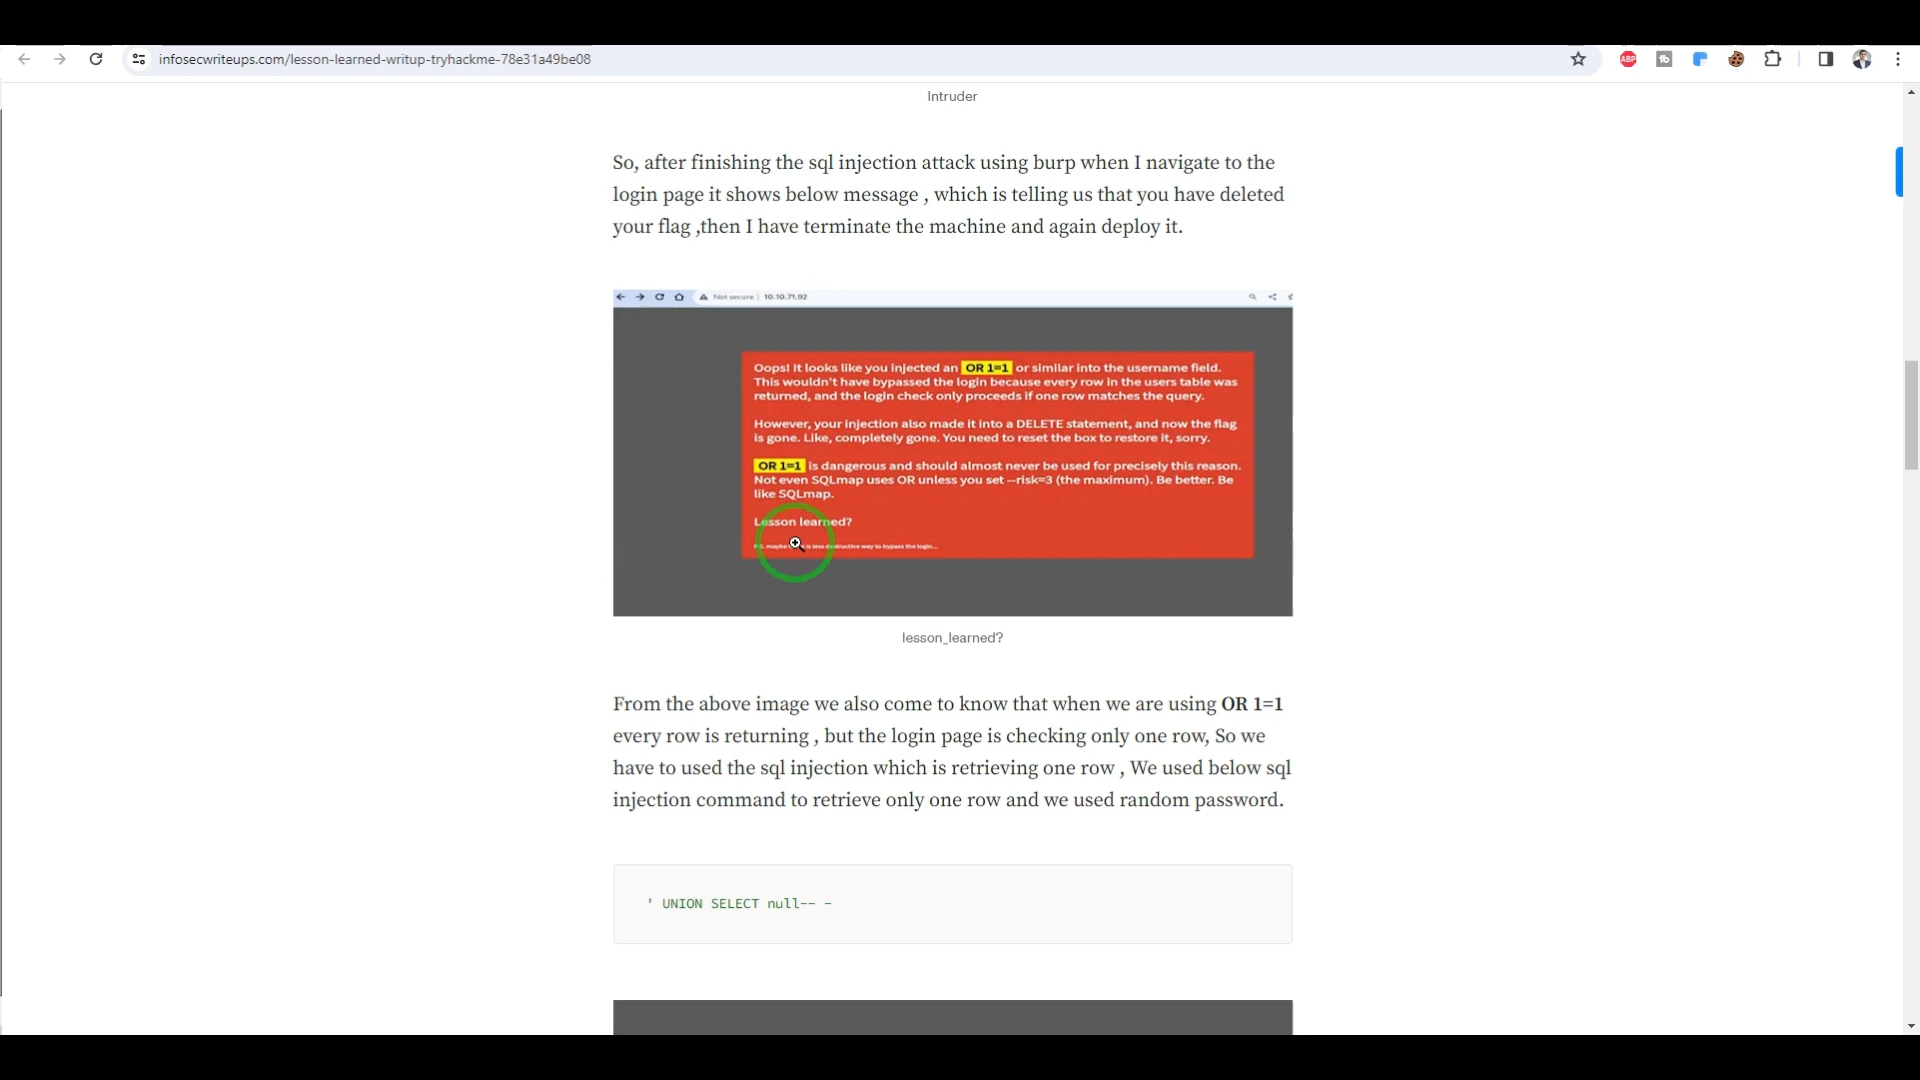 infosecwriteups.com/lesson-learned-writup-tryhackme-78e31a49be08
ABP
Intruder
So, after finishing the sql injection attack using burp when I navigate to the
login page it shows below message , which is telling us that you have deleted
your flag ,then I have terminate the machine and again deploy it.
Not secure | 10.10.71.92
Oops! It looks like you injected an OR 1=1 or similar into the username field.
This wouldn't have bypassed the login because every row in the users table was
returned, and the login check only proceeds if one row matches the query.
However, your injection also made it into a DELETE statement, and now the flag
is gone. Like, completely gone. You need to reset the box to restore it, sorry.
OR 1=1 is dangerous and should almost never be used for precisely this reason.
Not even SQLmap uses OR unless you set --risk=3 (the maximum). Be better. Be
like SQLmap.
Lesson learned?
P.S. maybe is less destructive way to bypass the login...
lesson_learned?
From the above image we also come to know that when we are using OR 1=1
every row is returning , but the login page is checking only one row, So we
have to used the sql injection which is retrieving one row , We used below sql
injection command to retrieve only one row and we used random password.
' UNION SELECT null-- -